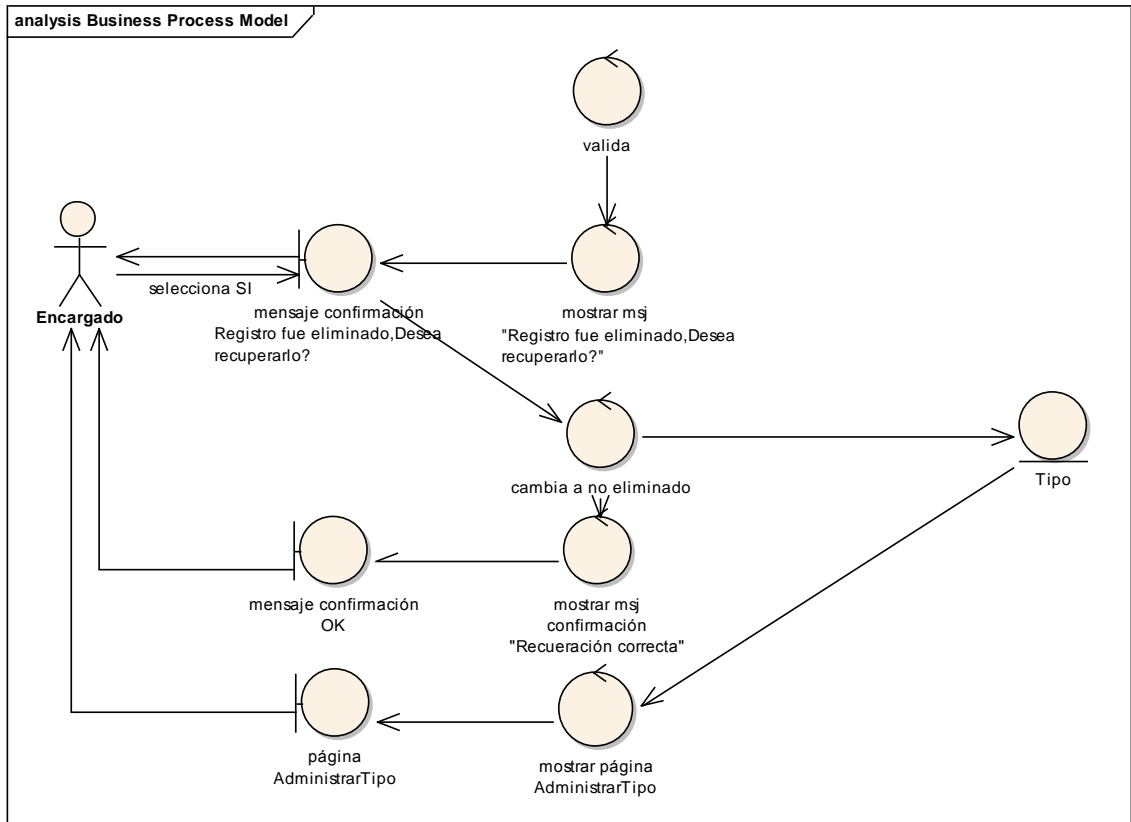 analysis Business Process Model
valida
selecciona SI
Encargado
mensaje confirmación
Registro fue eliminado,Desea
recuperarlo?
mostrar msj
"Registro fue eliminado,Desea
recuperarlo?"
cambia a no eliminado
Tipo
mensaje confirmación
OK
mostrar msj
confirmación
"Recueración correcta"
página
AdministrarTipo
mostrar página
AdministrarTipo